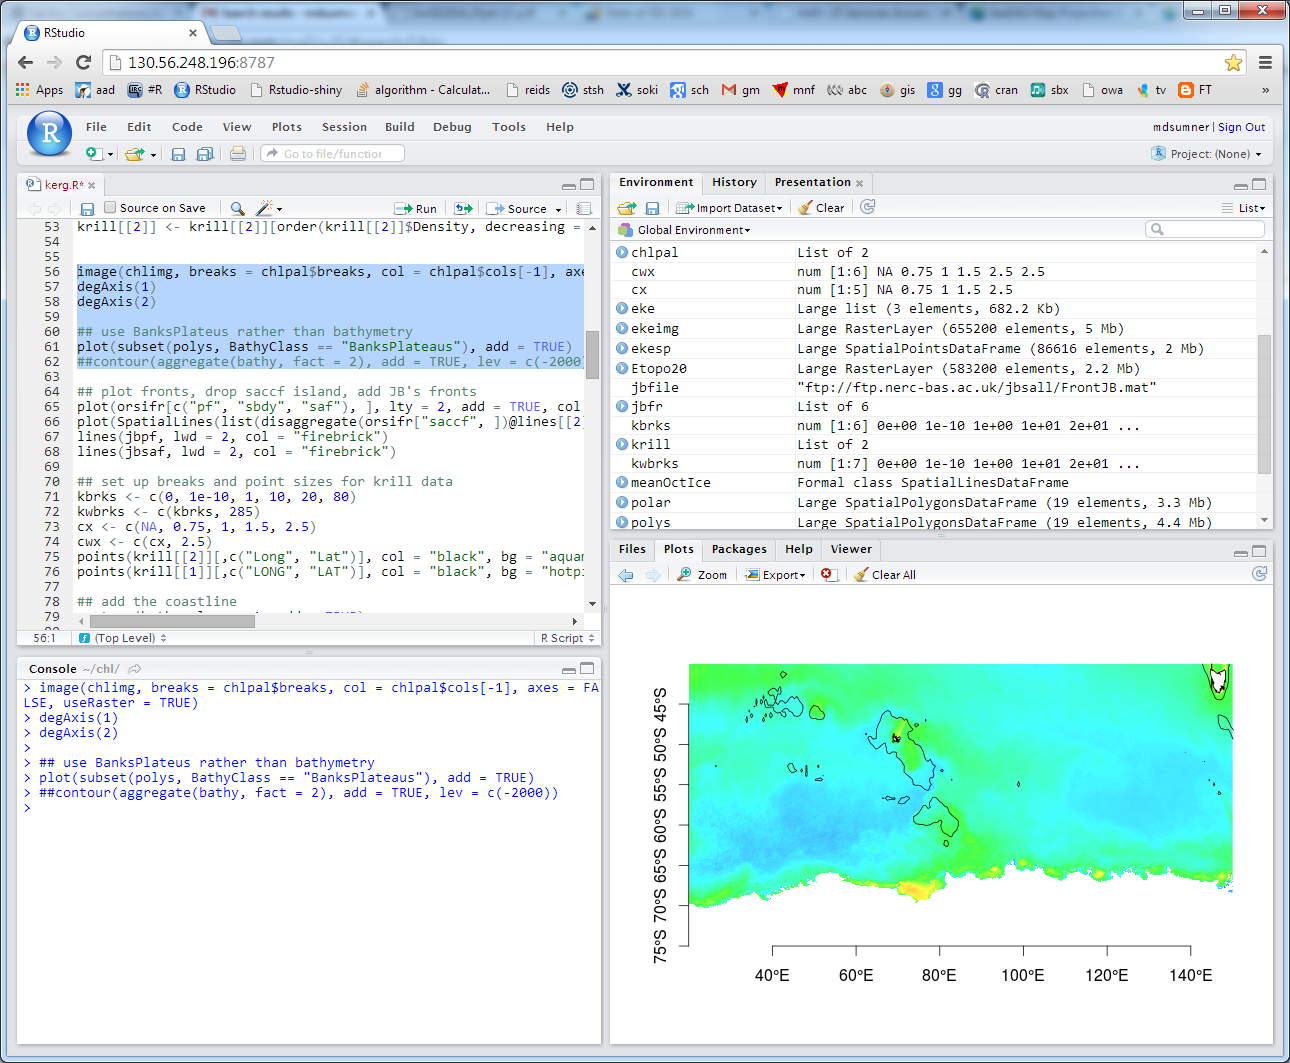 RStudio
130.56.248.196:8787
Apps aad #R RStudio Rstudio-shiny algorithm - Calculat... reids stsh soki sch gm mnf abc gis gg cran sbx owa tv FT »
File Edit Code View Plots Session Build Debug Tools Help
mdsumner | Sign Out
Go to file/function
Project: (None)
kerg.R*
Source on Save Run Source
53 krill[[2]] <- krill[[2]][order(krill[[2]]$Density, decreasing =
54
55
56 image(chlimg, breaks = chlpal$breaks, col = chlpal$cols[-1], axe
57 degAxis(1)
58 degAxis(2)
59
60 ## use BanksPlateus rather than bathymetry
61 plot(subset(polys, BathyClass == "BanksPlateaus"), add = TRUE)
62 ##contour(aggregate(bathy, fact = 2), add = TRUE, lev = c(-2000)
63
64 ## plot fronts, drop saccf island, add JB's fronts
65 plot(orsifr[c("pf", "sbdy", "saf"), ], lty = 2, add = TRUE, col
66 plot(SpatialLines(list(disaggregate(orsifr["saccf", ])@lines[[2]
67 lines(jbpf, lwd = 2, col = "firebrick")
68 lines(jbsaf, lwd = 2, col = "firebrick")
69
70 ## set up breaks and point sizes for krill data
71 kbrks <- c(0, 1e-10, 1, 10, 20, 80)
72 kwbrks <- c(kbrks, 285)
73 cx <- c(NA, 0.75, 1, 1.5, 2.5)
74 cwx <- c(cx, 2.5)
75 points(krill[[2]][,c("Long", "Lat")], col = "black", bg = "aquam
76 points(krill[[1]][,c("LONG", "LAT")], col = "black", bg = "hotpi
77
78 ## add the coastline
79
56:1 (Top Level) R Script
Console ~/chl/
> image(chlimg, breaks = chlpal$breaks, col = chlpal$cols[-1], axes = FA
LSE, useRaster = TRUE)
> degAxis(1)
> degAxis(2)
>
> ## use BanksPlateus rather than bathymetry
> plot(subset(polys, BathyClass == "BanksPlateaus"), add = TRUE)
> ##contour(aggregate(bathy, fact = 2), add = TRUE, lev = c(-2000))
>
Environment History Presentation
Import Dataset Clear List
Global Environment
chlpal List of 2
cwx num [1:6] NA 0.75 1 1.5 2.5 2.5
cx num [1:5] NA 0.75 1 1.5 2.5
eke Large list (3 elements, 682.2 Kb)
ekeimg Large RasterLayer (655200 elements, 5 Mb)
ekesp Large SpatialPointsDataFrame (86616 elements, 2 Mb)
Etopo20 Large RasterLayer (583200 elements, 2.2 Mb)
jbfile "ftp://ftp.nerc-bas.ac.uk/jbsall/FrontJB.mat"
jbfr List of 6
kbrks num [1:6] 0e+00 1e-10 1e+00 1e+01 2e+01 ...
krill List of 2
kwbrks num [1:7] 0e+00 1e-10 1e+00 1e+01 2e+01 ...
meanOctIce Formal class SpatialLinesDataFrame
polar Large SpatialPolygonsDataFrame (19 elements, 3.3 Mb)
polys Large SpatialPolygonsDataFrame (19 elements, 4.4 Mb)
Files Plots Packages Help Viewer
Zoom Export Clear All
45°S
50°S
55°S
60°S
65°S
70°S
75°S
40°E 60°E 80°E 100°E 120°E 140°E